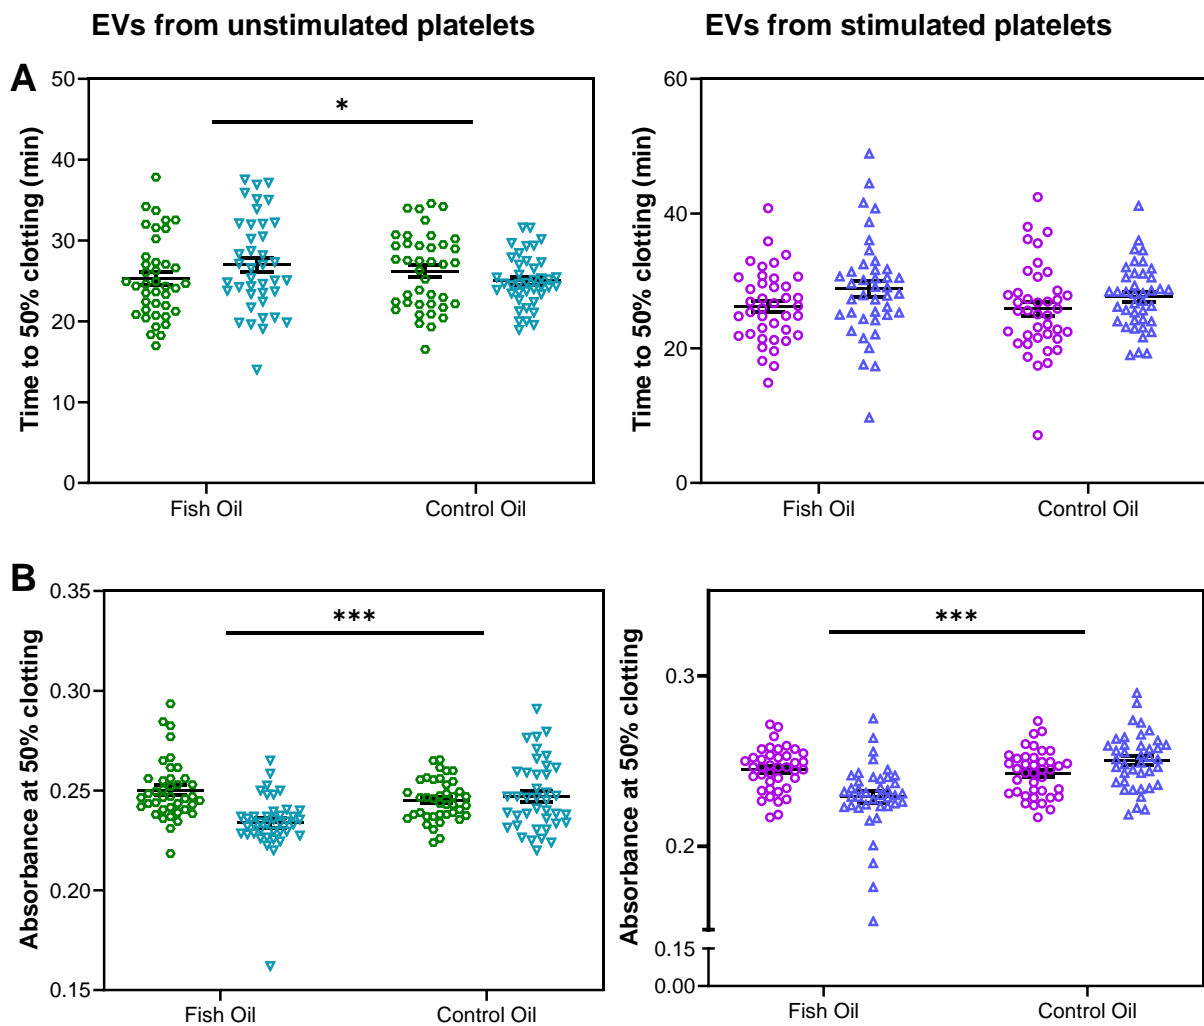 EVs from unstimulated platelets
EVs from stimulated platelets
A
Time to 50% clotting (min)
50
40
30
20
10
0
*
Fish Oil
Control Oil
Time to 50% clotting (min)
60
40
20
0
Fish Oil
Control Oil
B
Absorbance at 50% clotting
0.35
0.30
0.25
0.20
0.15
***
Fish Oil
Control Oil
Absorbance at 50% clotting
0.3
0.2
0.15
0.00
***
Fish Oil
Control Oil